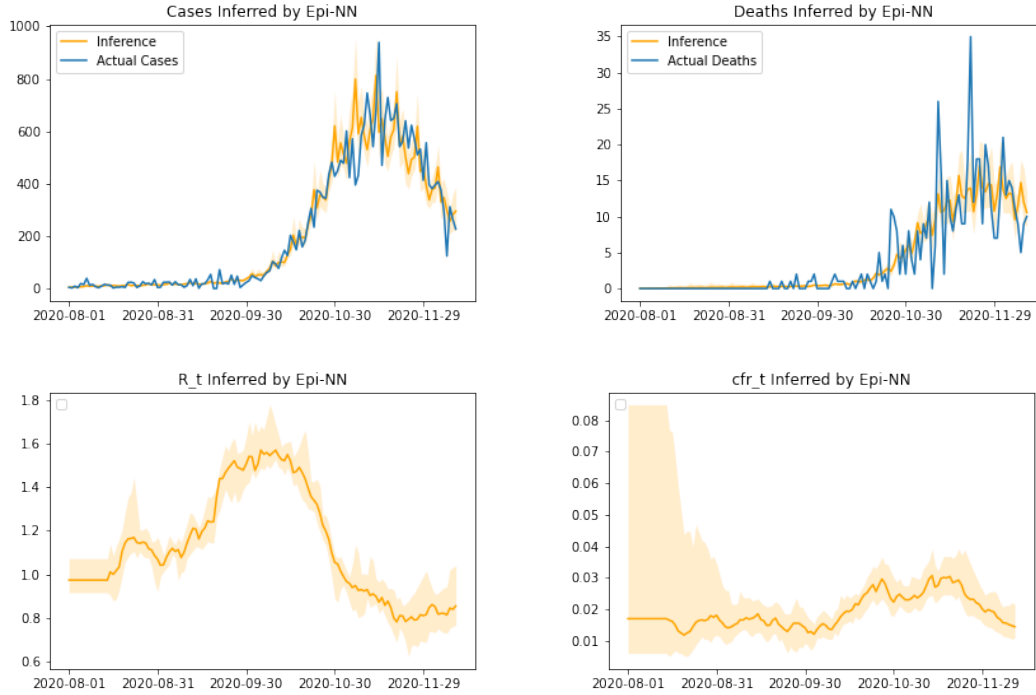 Cases Inferred by Epi-NN
Inference
Actual Cases
1000
800
600
400
200
0
2020-08-01 2020-08-31 2020-09-30 2020-10-30 2020-11-29
Deaths Inferred by Epi-NN
Inference
Actual Deaths
35
30
25
20
15
10
5
0
2020-08-01 2020-08-31 2020-09-30 2020-10-30 2020-11-29
R_t Inferred by Epi-NN
1.8
1.6
1.4
1.2
1.0
0.8
0.6
2020-08-01 2020-08-31 2020-09-30 2020-10-30 2020-11-29
cfr_t Inferred by Epi-NN
0.08
0.07
0.06
0.05
0.04
0.03
0.02
0.01
2020-08-01 2020-08-31 2020-09-30 2020-10-30 2020-11-29